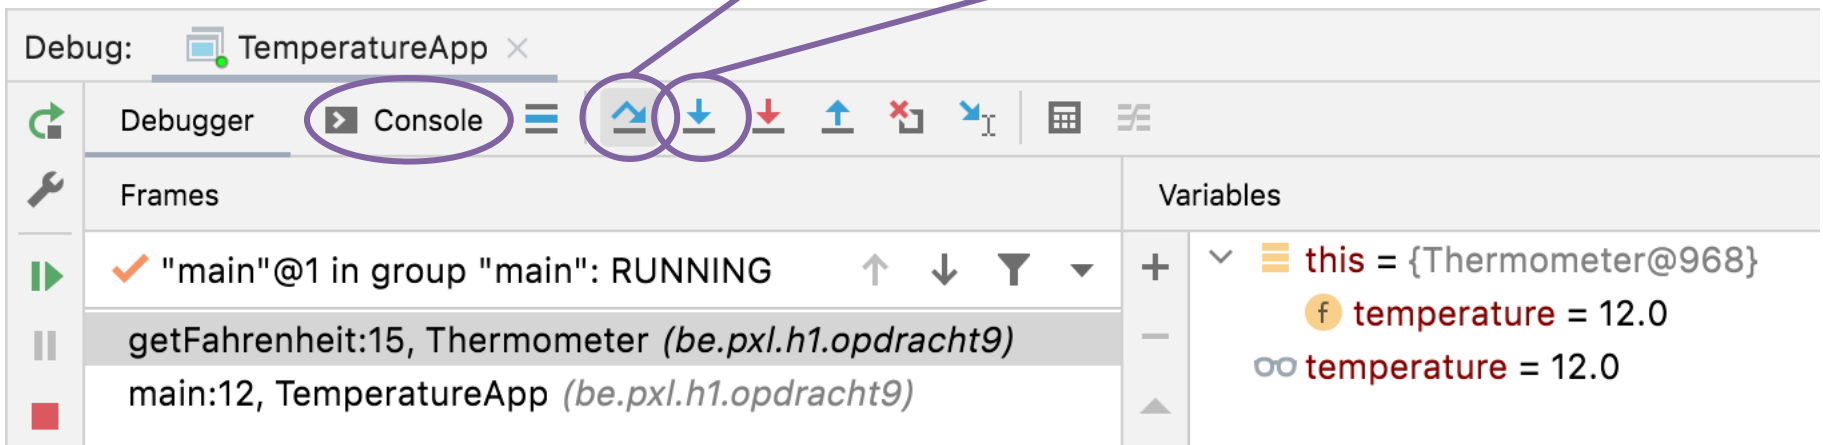 Debug: TemperatureApp
Debugger Console
Frames Variables
"main"@1 in group "main": RUNNING
this = {Thermometer@968}
f temperature = 12.0
getFahrenheit:15, Thermometer (be.pxl.h1.opdracht9)
temperature = 12.0
main:12, TemperatureApp (be.pxl.h1.opdracht9)